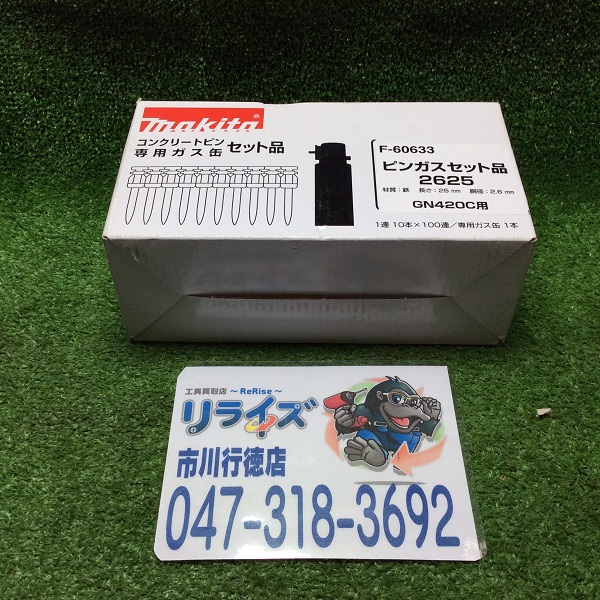 makita®
コンクリートピン
専用ガス缶 セット品
F-60633
ピンガスセット品
2625
材質:鉄 長さ:25mm 胴径:2.6mm
GN420C用
1連 10本×100連/専用ガス缶 1本
工具買取店 ～ReRise～
リライズ
市川行徳店
047-318-3692